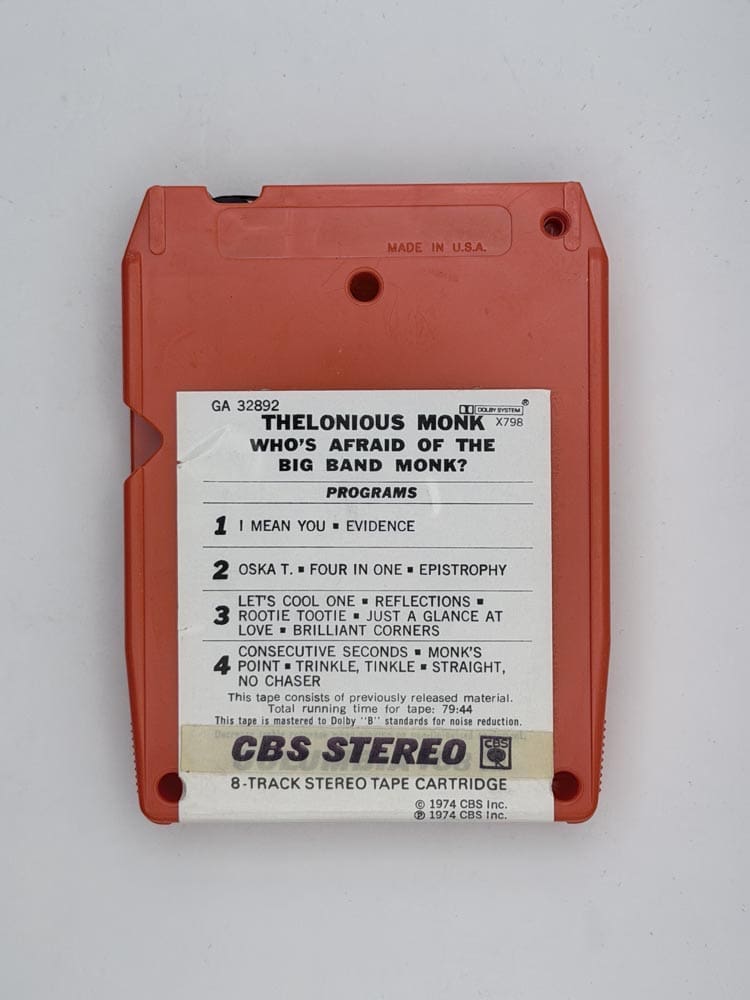 MADE IN U.S.A.
GA 32892
DOLBY SYSTEM ®
THELONIOUS MONK X798
WHO'S AFRAID OF THE
BIG BAND MONK?
PROGRAMS
1 I MEAN YOU ▪ EVIDENCE
2 OSKA T. ▪ FOUR IN ONE ▪ EPISTROPHY
3 LET'S COOL ONE ▪ REFLECTIONS ▪
ROOTIE TOOTIE ▪ JUST A GLANCE AT
LOVE ▪ BRILLIANT CORNERS
4 CONSECUTIVE SECONDS ▪ MONK'S
POINT ▪ TRINKLE, TINKLE ▪ STRAIGHT,
NO CHASER
This tape consists of previously released material.
Total running time for tape: 79:44
This tape is mastered to Dolby "B" standards for noise reduction.
CBS STEREO CBS
8-TRACK STEREO TAPE CARTRIDGE
© 1974 CBS Inc.
℗ 1974 CBS Inc.